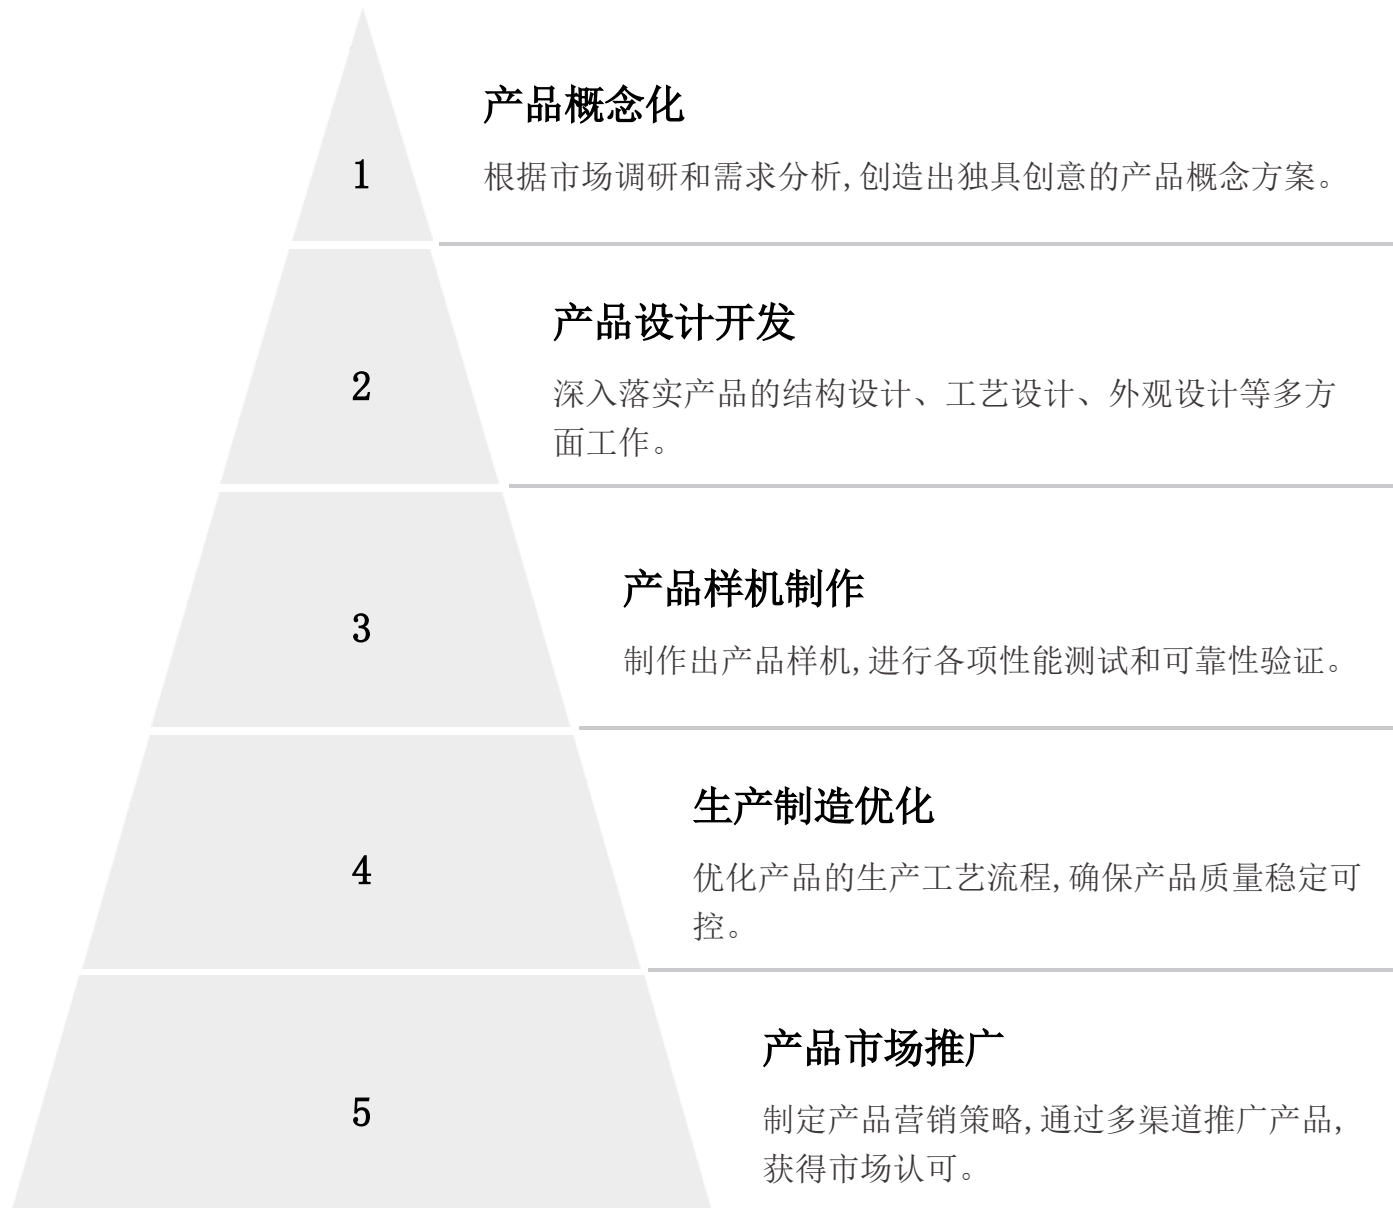 产品概念化
1
根据市场调研和需求分析,创造出独具创意的产品概念方案。
产品设计开发
2
深入落实产品的结构设计、工艺设计、外观设计等多方
面工作。
产品样机制作
3
制作出产品样机,进行各项性能测试和可靠性验证。
生产制造优化
4
优化产品的生产工艺流程,确保产品质量稳定可
控。
产品市场推广
5
制定产品营销策略,通过多渠道推广产品,
获得市场认可。